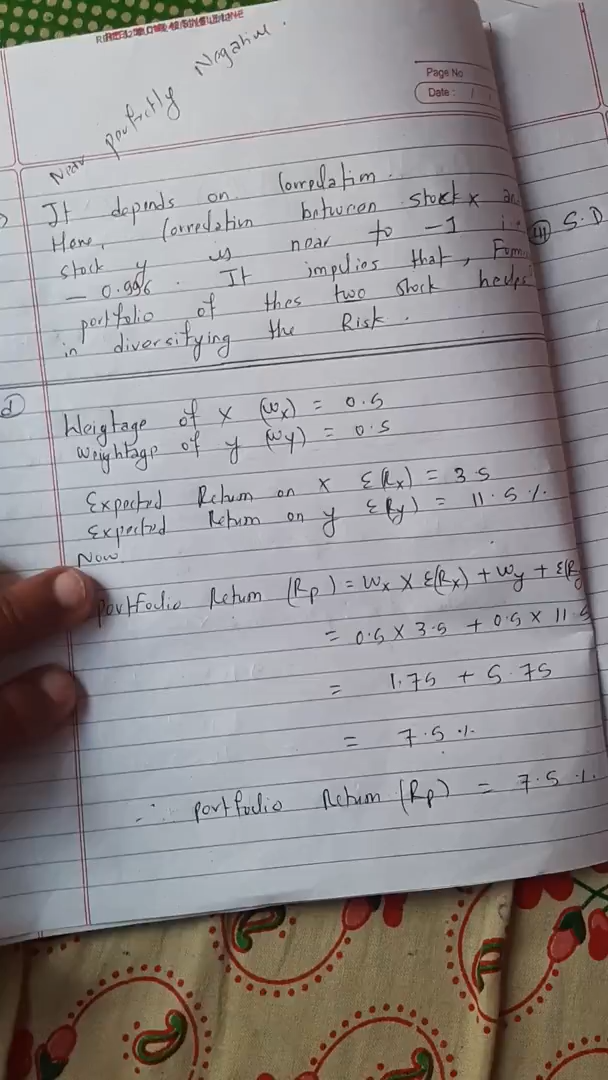 Near perfectly Negative.
Page No
Date : / /
It depends on Correlation.
Here, Correlation between stock x
stock y is near to -1 i.e
- 0.996. It implies that,
portfolio of thes two stock helps
in diversifying the Risk.
III S.D
d
Weightage of X (Wx) = 0.5
Weightage of y (Wy) = 0.5
Expected Return on x Ɛ(Rx) = 3.5
Expected Return on y Ɛ(Ry) = 11.5 %
Now
portfolio Return (Rp) = Wx X Ɛ(Rx) + Wy + Ɛ(R
= 0.5 X 3.5 + 0.5 X 11.5
= 1.75 + 5.75
= 7.5 %
∴ portfolio Return (Rp) = 7.5 %